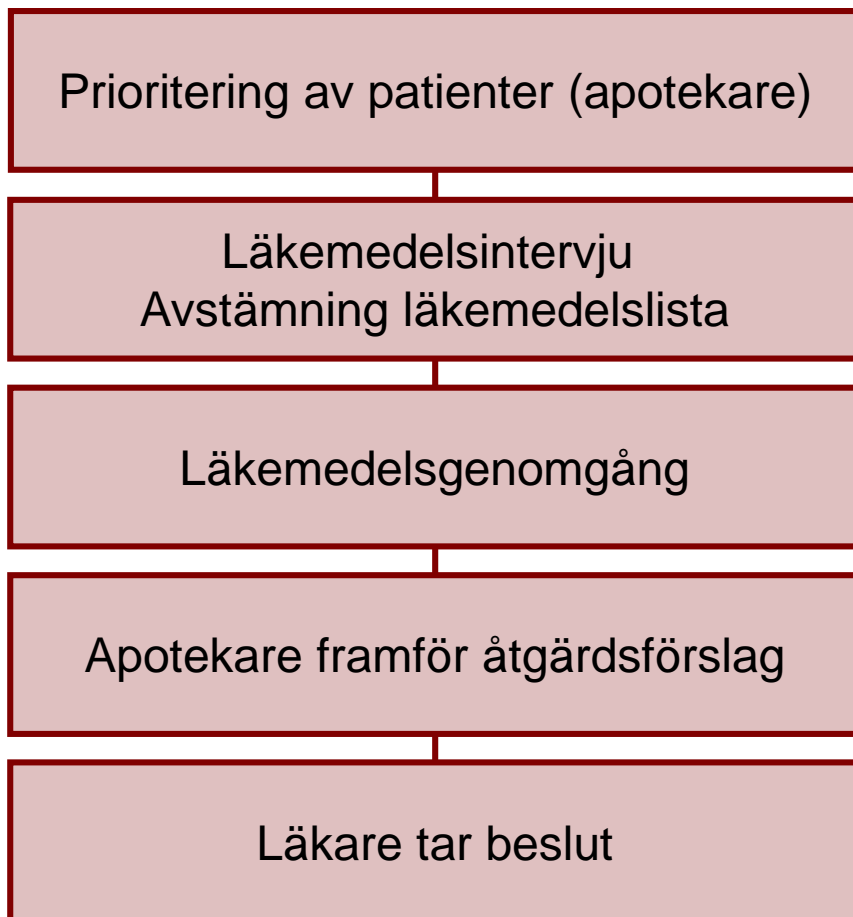 Prioritering av patienter (apotekare)
Läkemedelsintervju
Avstämning läkemedelslista
Läkemedelsgenomgång
Apotekare framför åtgärdsförslag
Läkare tar beslut